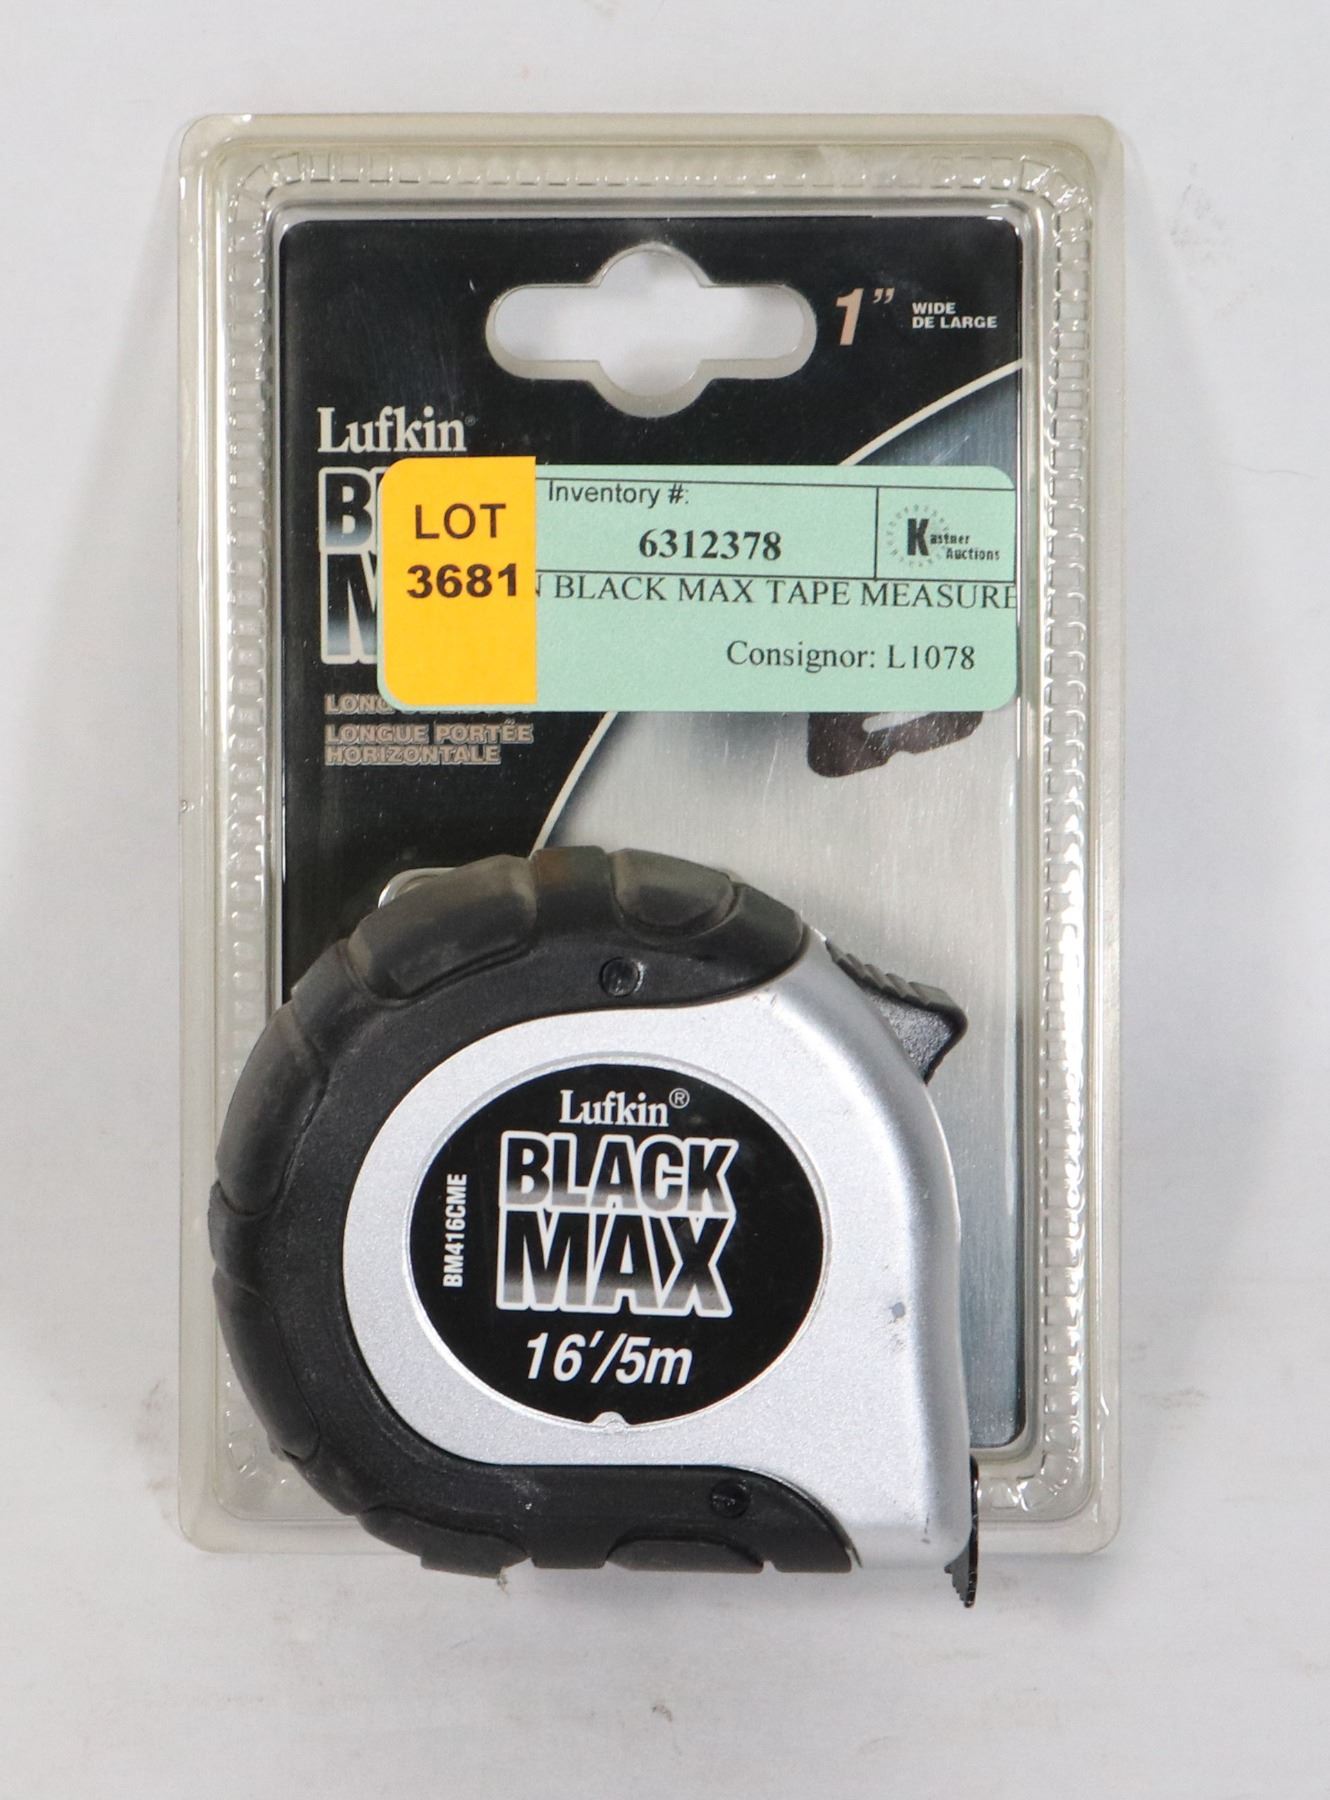 1” WIDE
DE LARGE
Lufkin®
LOT
3681
Inventory #:
6312378
Kastner
Auctions
BLACK MAX TAPE MEASURE
Consignor: L1078
LONGUE PORTÉE
HORIZONTALE
Lufkin®
BLACK
MAX
BM416CME
16'/5m